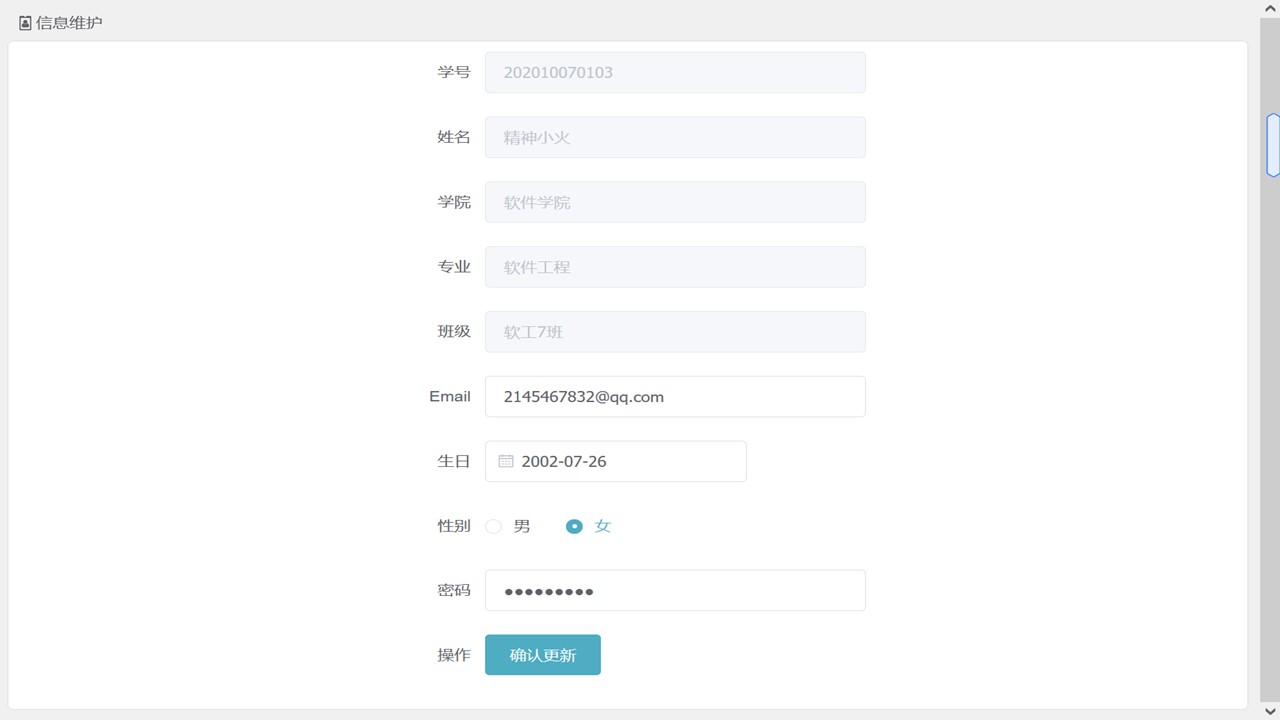 信息维护
学号 202010070103
姓名 精神小火
学院 软件学院
专业 软件工程
班级 软工7班
Email 2145467832@qq.com
生日 2002-07-26
性别 男 女
密码 •••••••••
操作 确认更新